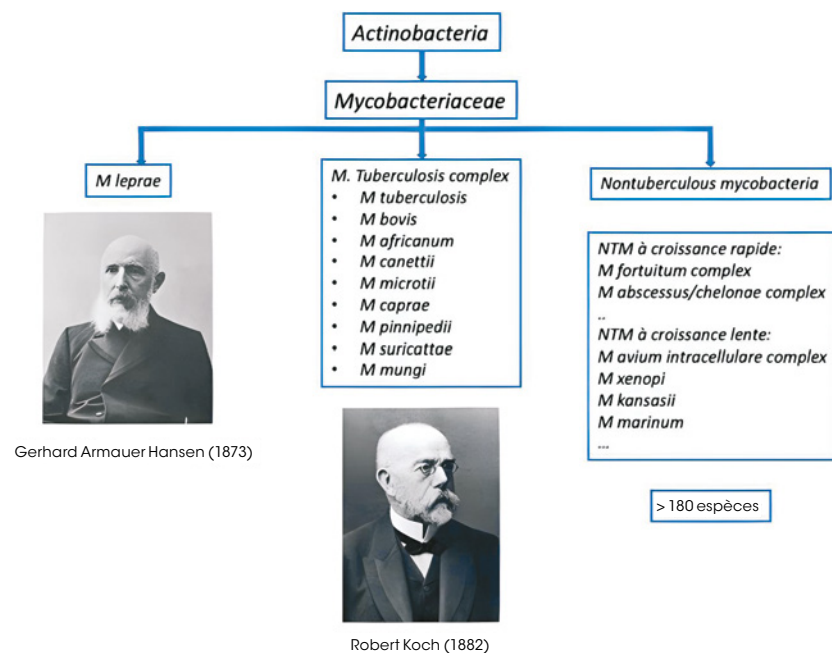 Actinobacteria
Mycobacteriaceae
M leprae
Gerhard Armauer Hansen (1873)
M. Tuberculosis complex
• M tuberculosis
• M bovis
• M africanum
• M canettii
• M microtii
• M caprae
• M pinnipedii
• M suricattae
• M mungi
Robert Koch (1882)
Nontuberculous mycobacteria
NTM à croissance rapide:
M fortuitum complex
M abscessus/chelonae complex
..
NTM à croissance lente:
M avium intracellulare complex
M xenopi
M kansasii
M marinum
...
> 180 espèces